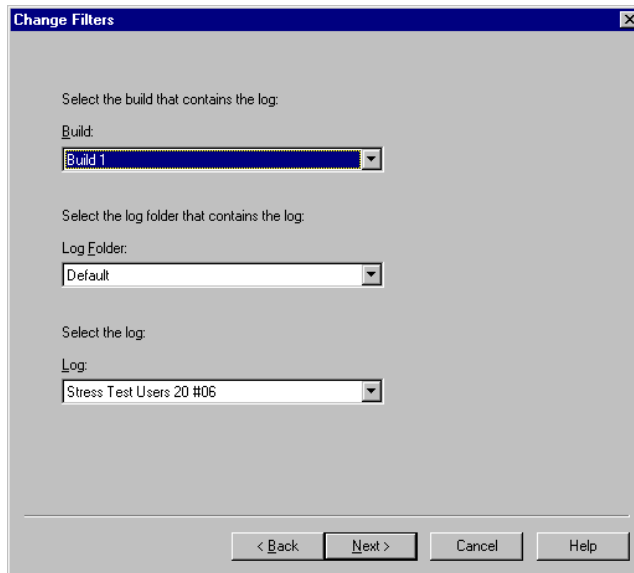 Change Filters
Select the build that contains the log:
Build:
Build 1
Select the log folder that contains the log:
Log Folder:
Default
Select the log:
Log:
Stress Test Users 20 #06
< Back Next > Cancel Help